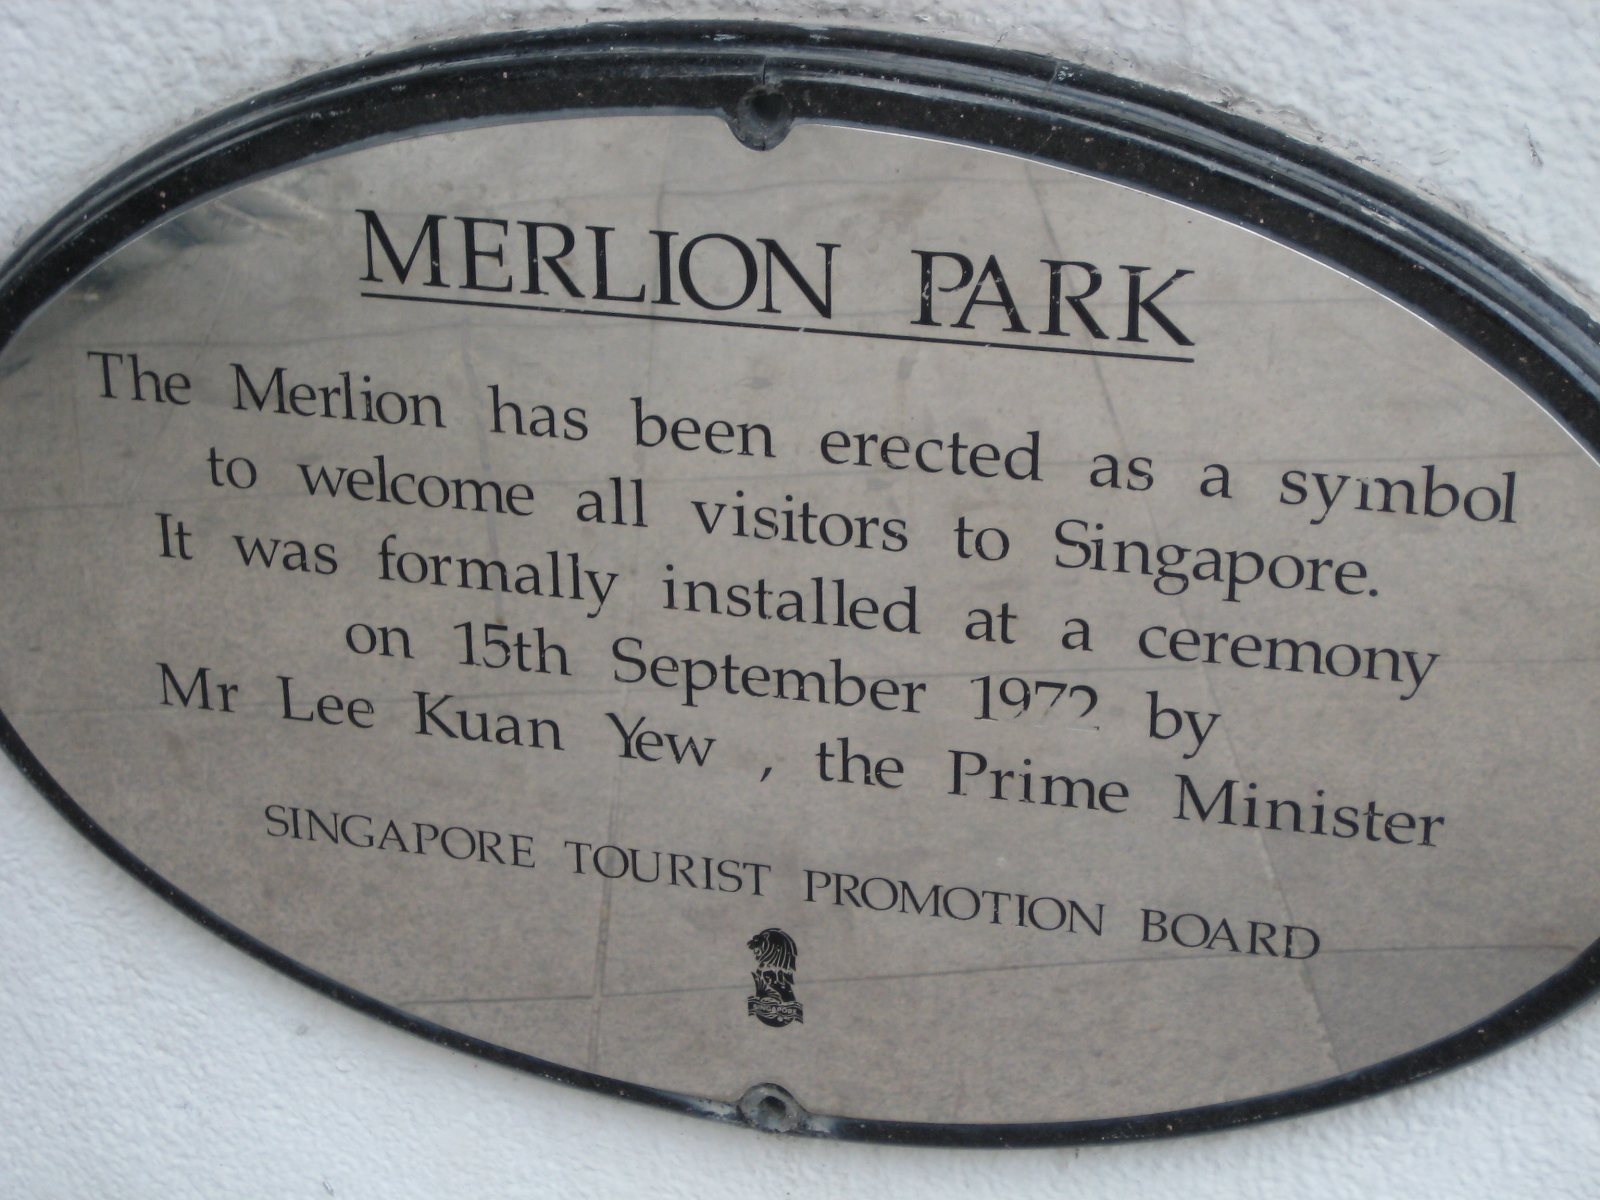 MERLION PARK
The Merlion has been erected as a symbol
to welcome all visitors to Singapore.
It was formally installed at a ceremony
on 15th September 1972 by
Mr Lee Kuan Yew , the Prime Minister
SINGAPORE TOURIST PROMOTION BOARD
SINGAPORE